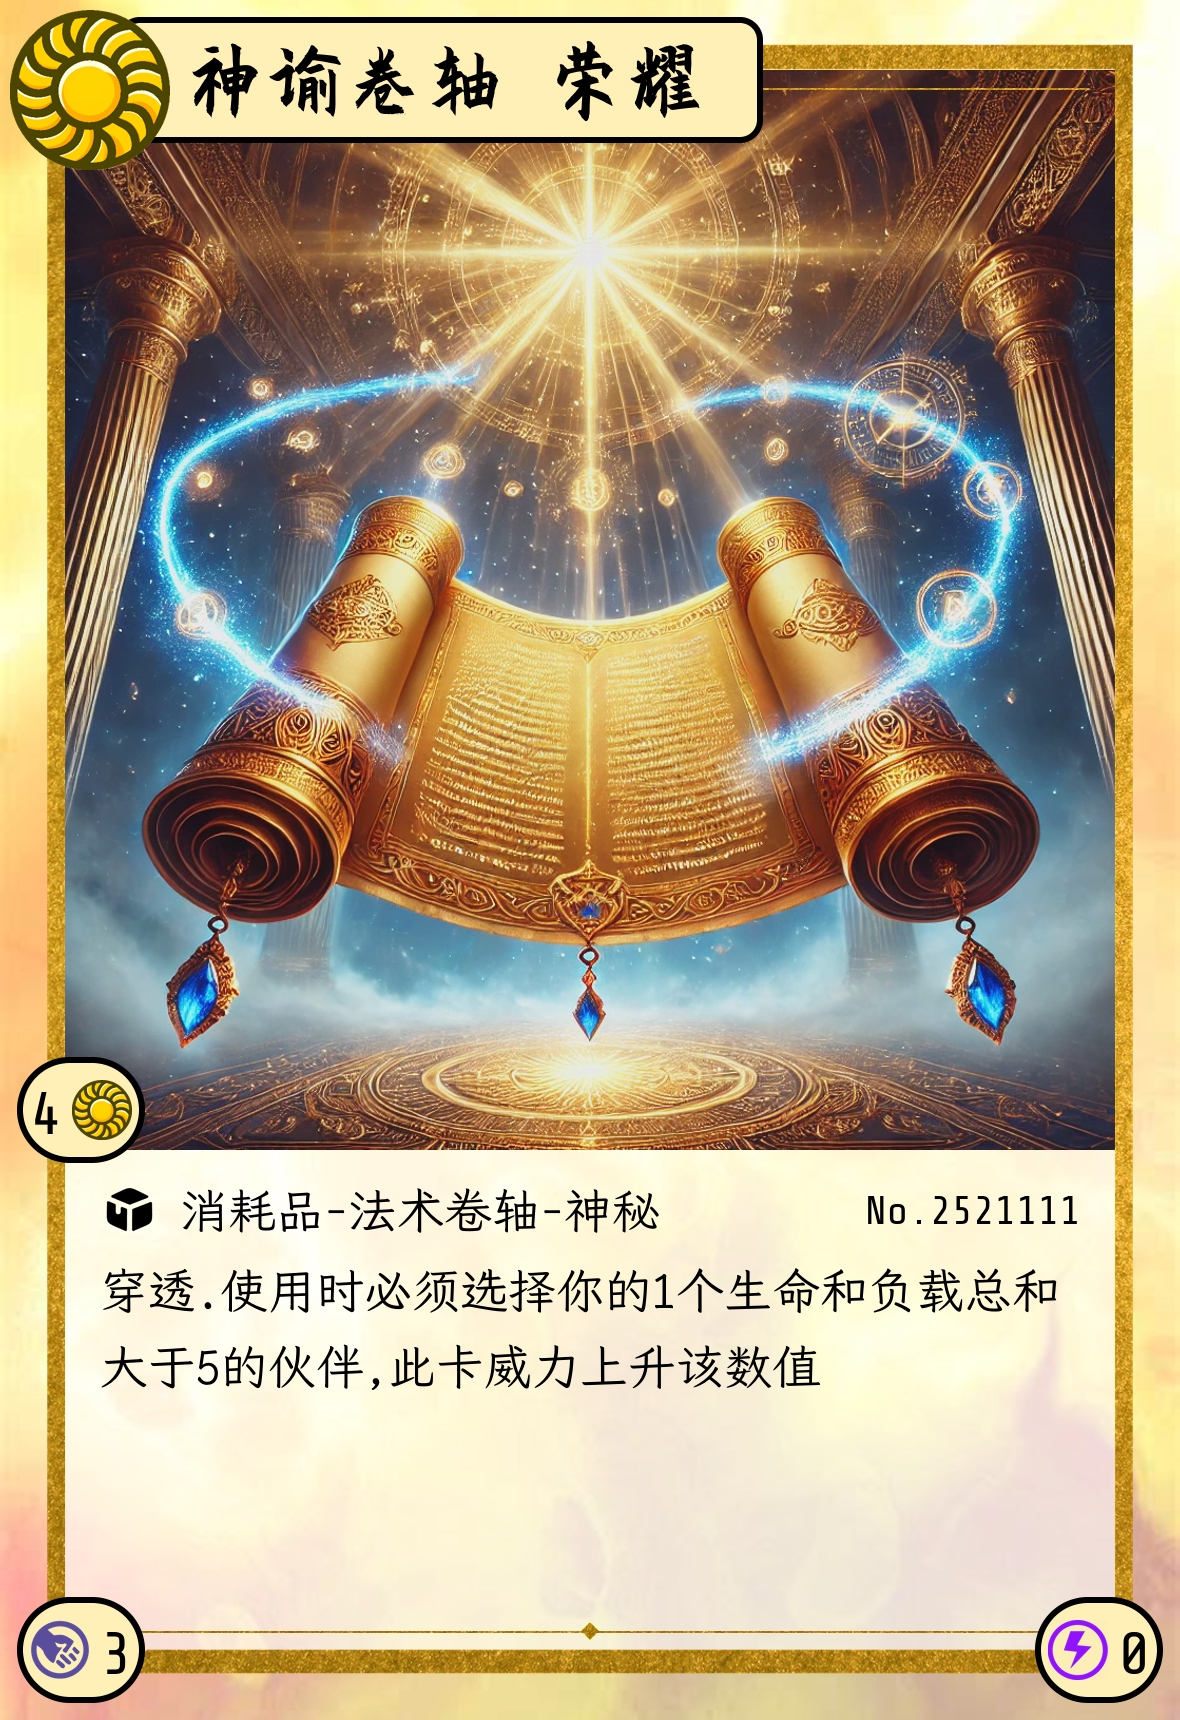 神谕卷轴 荣耀
4
消耗品-法术卷轴-神秘
No.2521111
穿透.使用时必须选择你的1个生命和负载总和
大于5的伙伴,此卡威力上升该数值
3
0